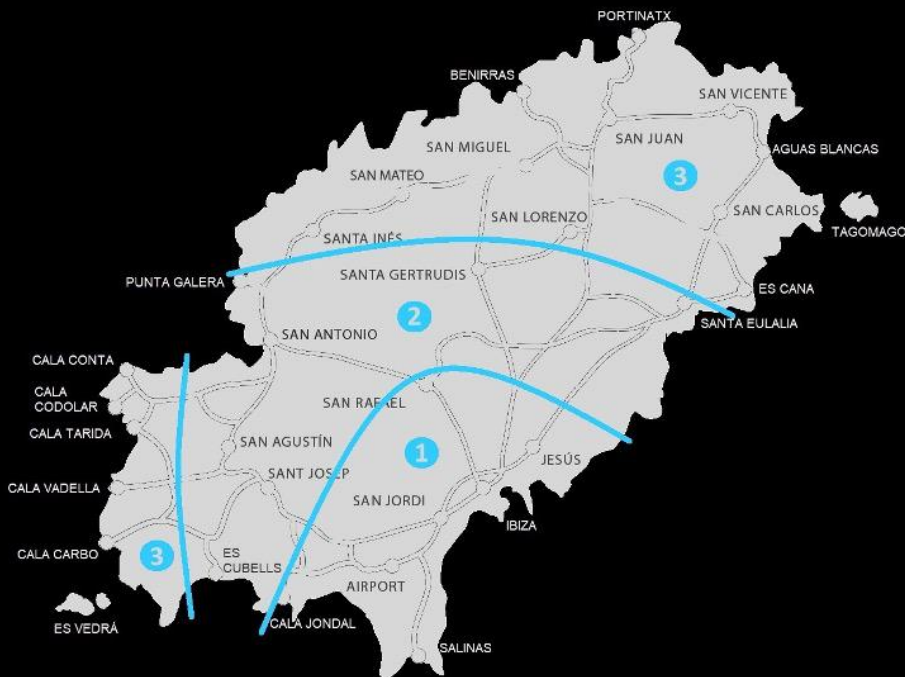 PORTINATX
BENIRRAS
SAN VICENTE
SAN MIGUEL
SAN JUAN
AGUAS BLANCAS
SAN MATEO
3
SAN LORENZO
SAN CARLOS
TAGOMAGO
SANTA INÉS
SANTA GERTRUDIS
PUNTA GALERA
ES CANA
2
SANTA EULALIA
SAN ANTONIO
CALA CONTA
CALA
CODOLAR
SAN RAFAEL
CALA TARIDA
SAN AGUSTÍN
1
JESÚS
SANT JOSEP
CALA VADELLA
SAN JORDI
IBIZA
CALA CARBO
3
ES
CUBELLS
AIRPORT
ES VEDRÁ
CALA JONDAL
SALINAS